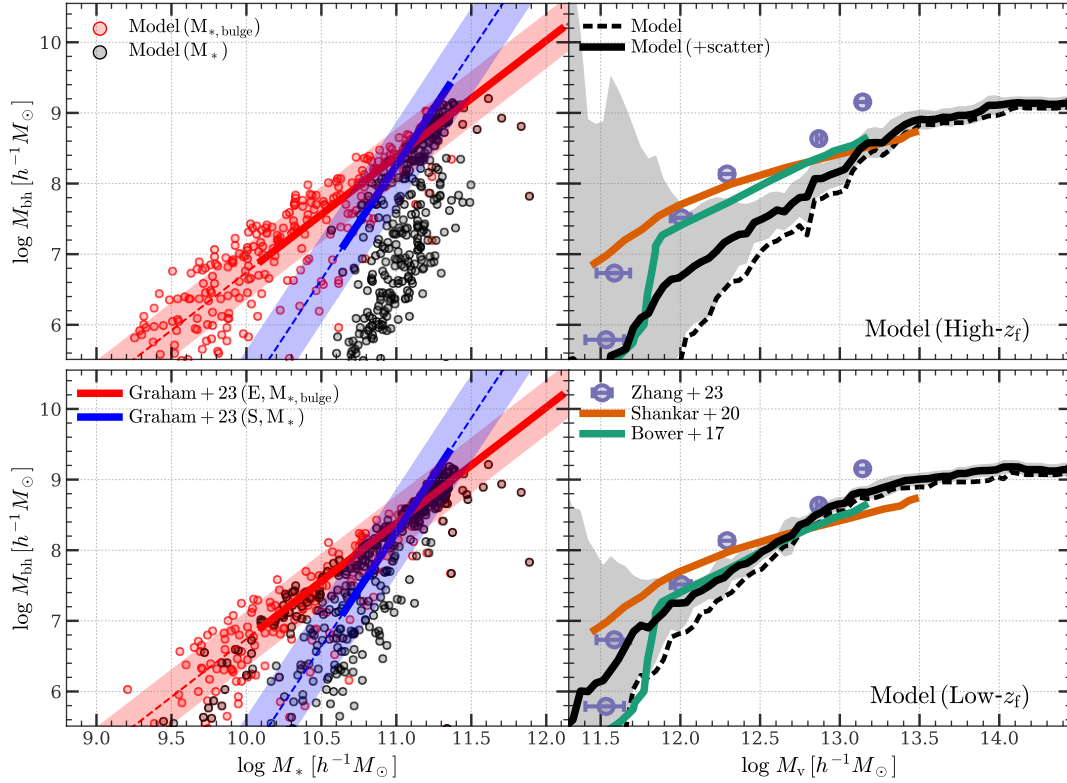 Model (M∗, bulge)
Model (M∗)
Model
Model (+scatter)
10
9
8
7
6
log Mbh [h⁻¹M⊙]
Model (High-zf)
Graham + 23 (E, M∗, bulge)
Graham + 23 (S, M∗)
Zhang + 23
Shankar + 20
Bower + 17
10
9
8
7
6
log Mbh [h⁻¹M⊙]
Model (Low-zf)
9.0 9.5 10.0 10.5 11.0 11.5 12.0
11.5 12.0 12.5 13.0 13.5 14.0
log M∗ [h⁻¹M⊙]
log Mv [h⁻¹M⊙]